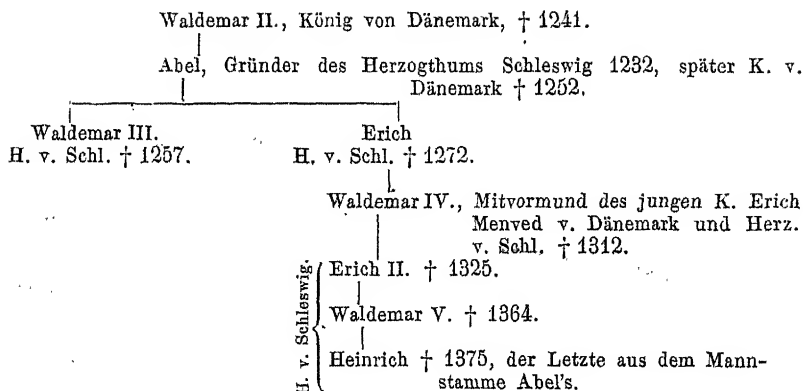 Waldemar II., König von Dänemark, † 1241.
Abel, Gründer des Herzogthums Schleswig 1232, später K. v.
Dänemark † 1252.
Waldemar III.
H. v. Schl. † 1257.
Erich
H. v. Schl. † 1272.
Waldemar IV., Mitvormund des jungen K. Erich
Menved v. Dänemark und Herz.
v. Schl. † 1312.
H. v. Schleswig.
Erich II. † 1325.
Waldemar V. † 1364.
Heinrich † 1375, der Letzte aus dem Mann-
stamme Abel's.